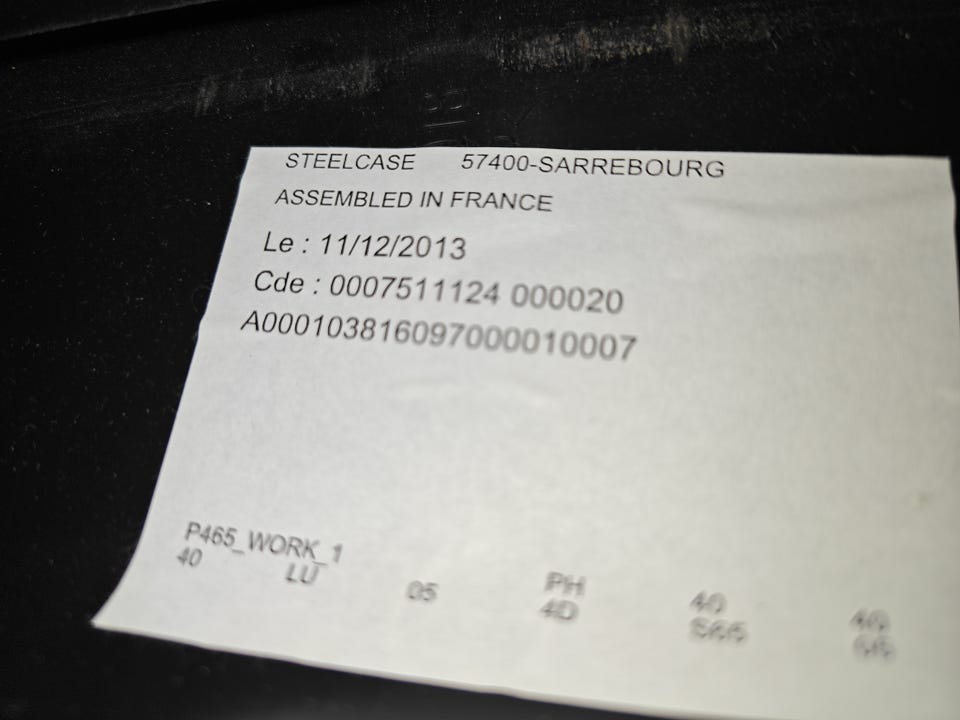 STEELCASE 57400-SARREBOURG
ASSEMBLED IN FRANCE
Le : 11/12/2013
Cde : 0007511124 000020
A000103816097000010007
P465_WORK_1
40 LU 05 PH 40
4D